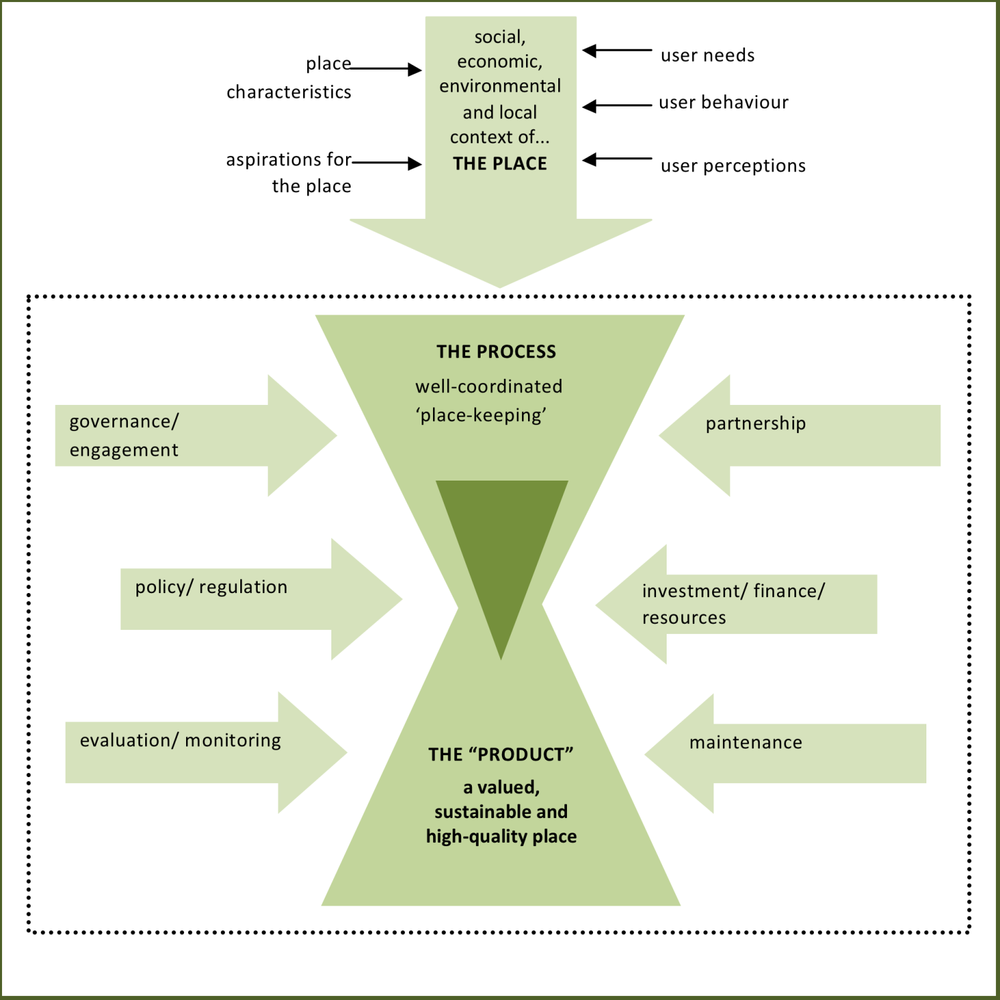 social,
economic,
environmental
and local
context of...
THE PLACE
place
characteristics
aspirations for
the place
user needs
user behaviour
user perceptions
THE PROCESS
well-coordinated
‘place-keeping’
governance/
engagement
partnership
policy/ regulation
investment/ finance/
resources
evaluation/ monitoring
maintenance
THE “PRODUCT”
a valued,
sustainable and
high-quality place